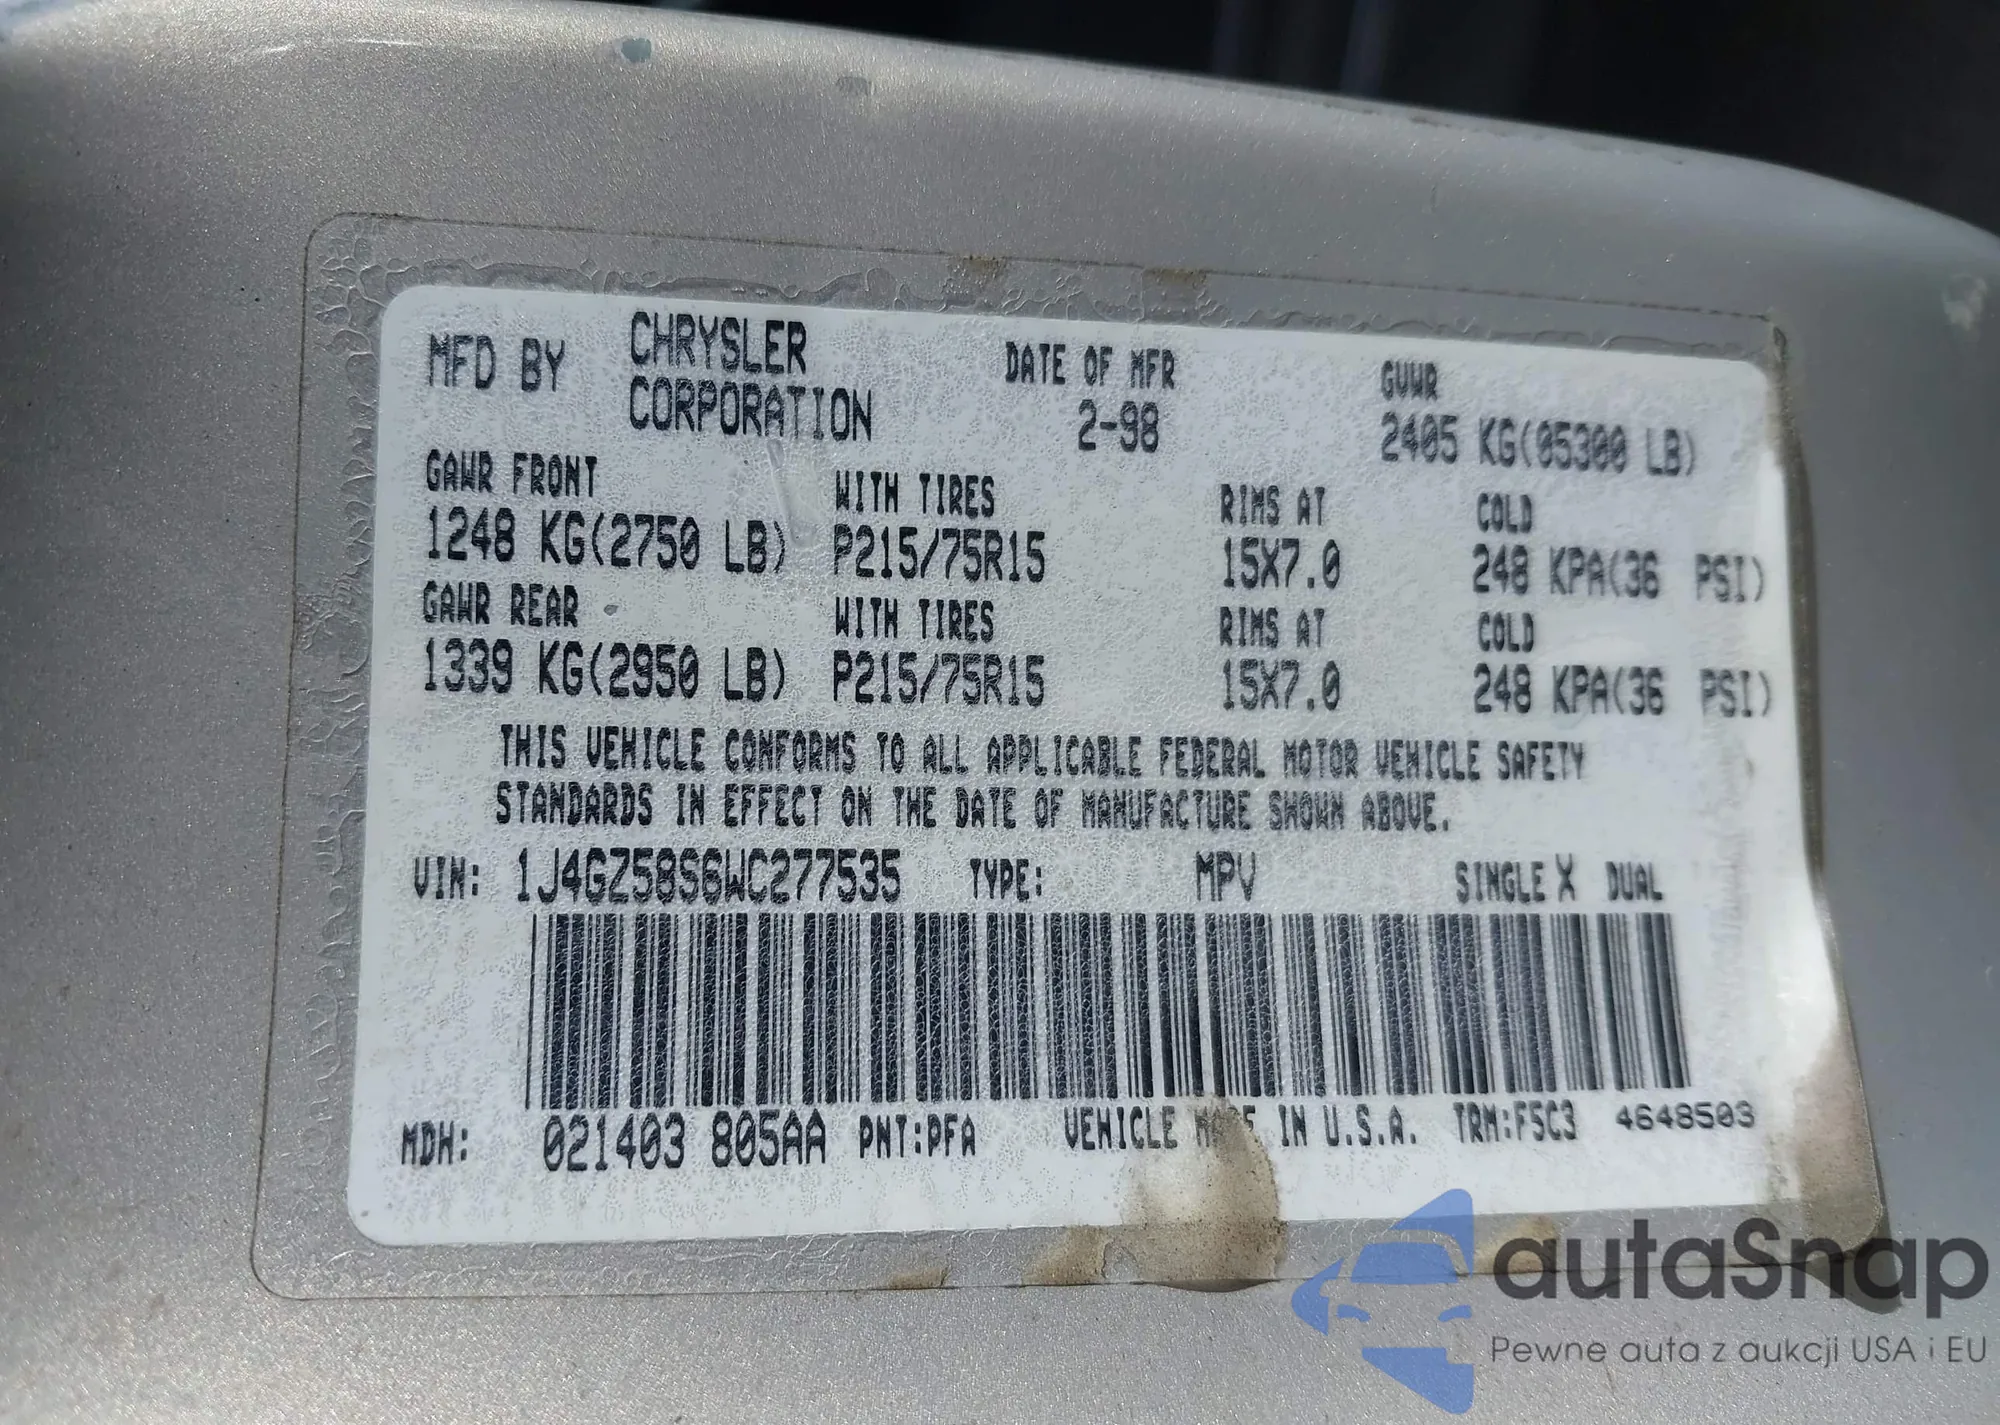 MFD BY CHRYSLER CORPORATION DATE OF MFR 2-98 GVWR 2405 KG(05300 LB)
GAWR FRONT WITH TIRES RIMS AT COLD
1248 KG(2750 LB) P215/75R15 15X7.0 248 KPA(36 PSI)
GAWR REAR WITH TIRES RIMS AT COLD
1339 KG(2950 LB) P215/75R15 15X7.0 248 KPA(36 PSI)
THIS VEHICLE CONFORMS TO ALL APPLICABLE FEDERAL MOTOR VEHICLE SAFETY
STANDARDS IN EFFECT ON THE DATE OF MANUFACTURE SHOWN ABOVE.
VIN: 1J4GZ58S6WC277535 TYPE: MPV SINGLE X DUAL
MDH: 021403 805AA PNT:PFA VEHICLE MADE IN U.S.A. TRM:F5C3 4648503
autaSnap
Pewne auta z aukcji USA i EU